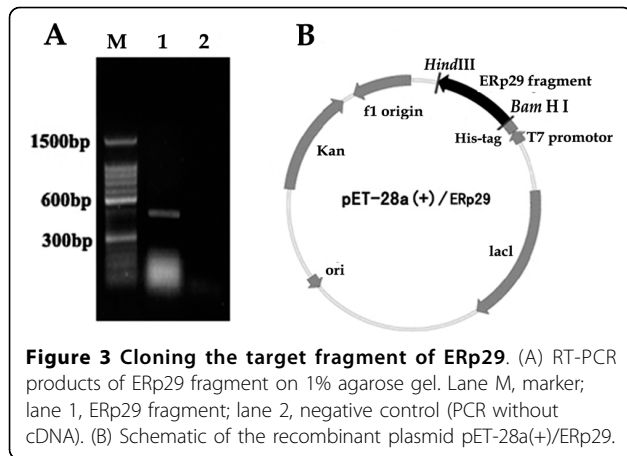 A
B
M 1 2
1500bp
600bp
300bp
HindIII
ERp29 fragment
Bam H I
f1 origin
His-tag
T7 promotor
Kan
pET-28a(+)/ERp29
lacI
ori
Figure 3 Cloning the target fragment of ERp29. (A) RT-PCR
products of ERp29 fragment on 1% agarose gel. Lane M, marker;
lane 1, ERp29 fragment; lane 2, negative control (PCR without
cDNA). (B) Schematic of the recombinant plasmid pET-28a(+)/ERp29.